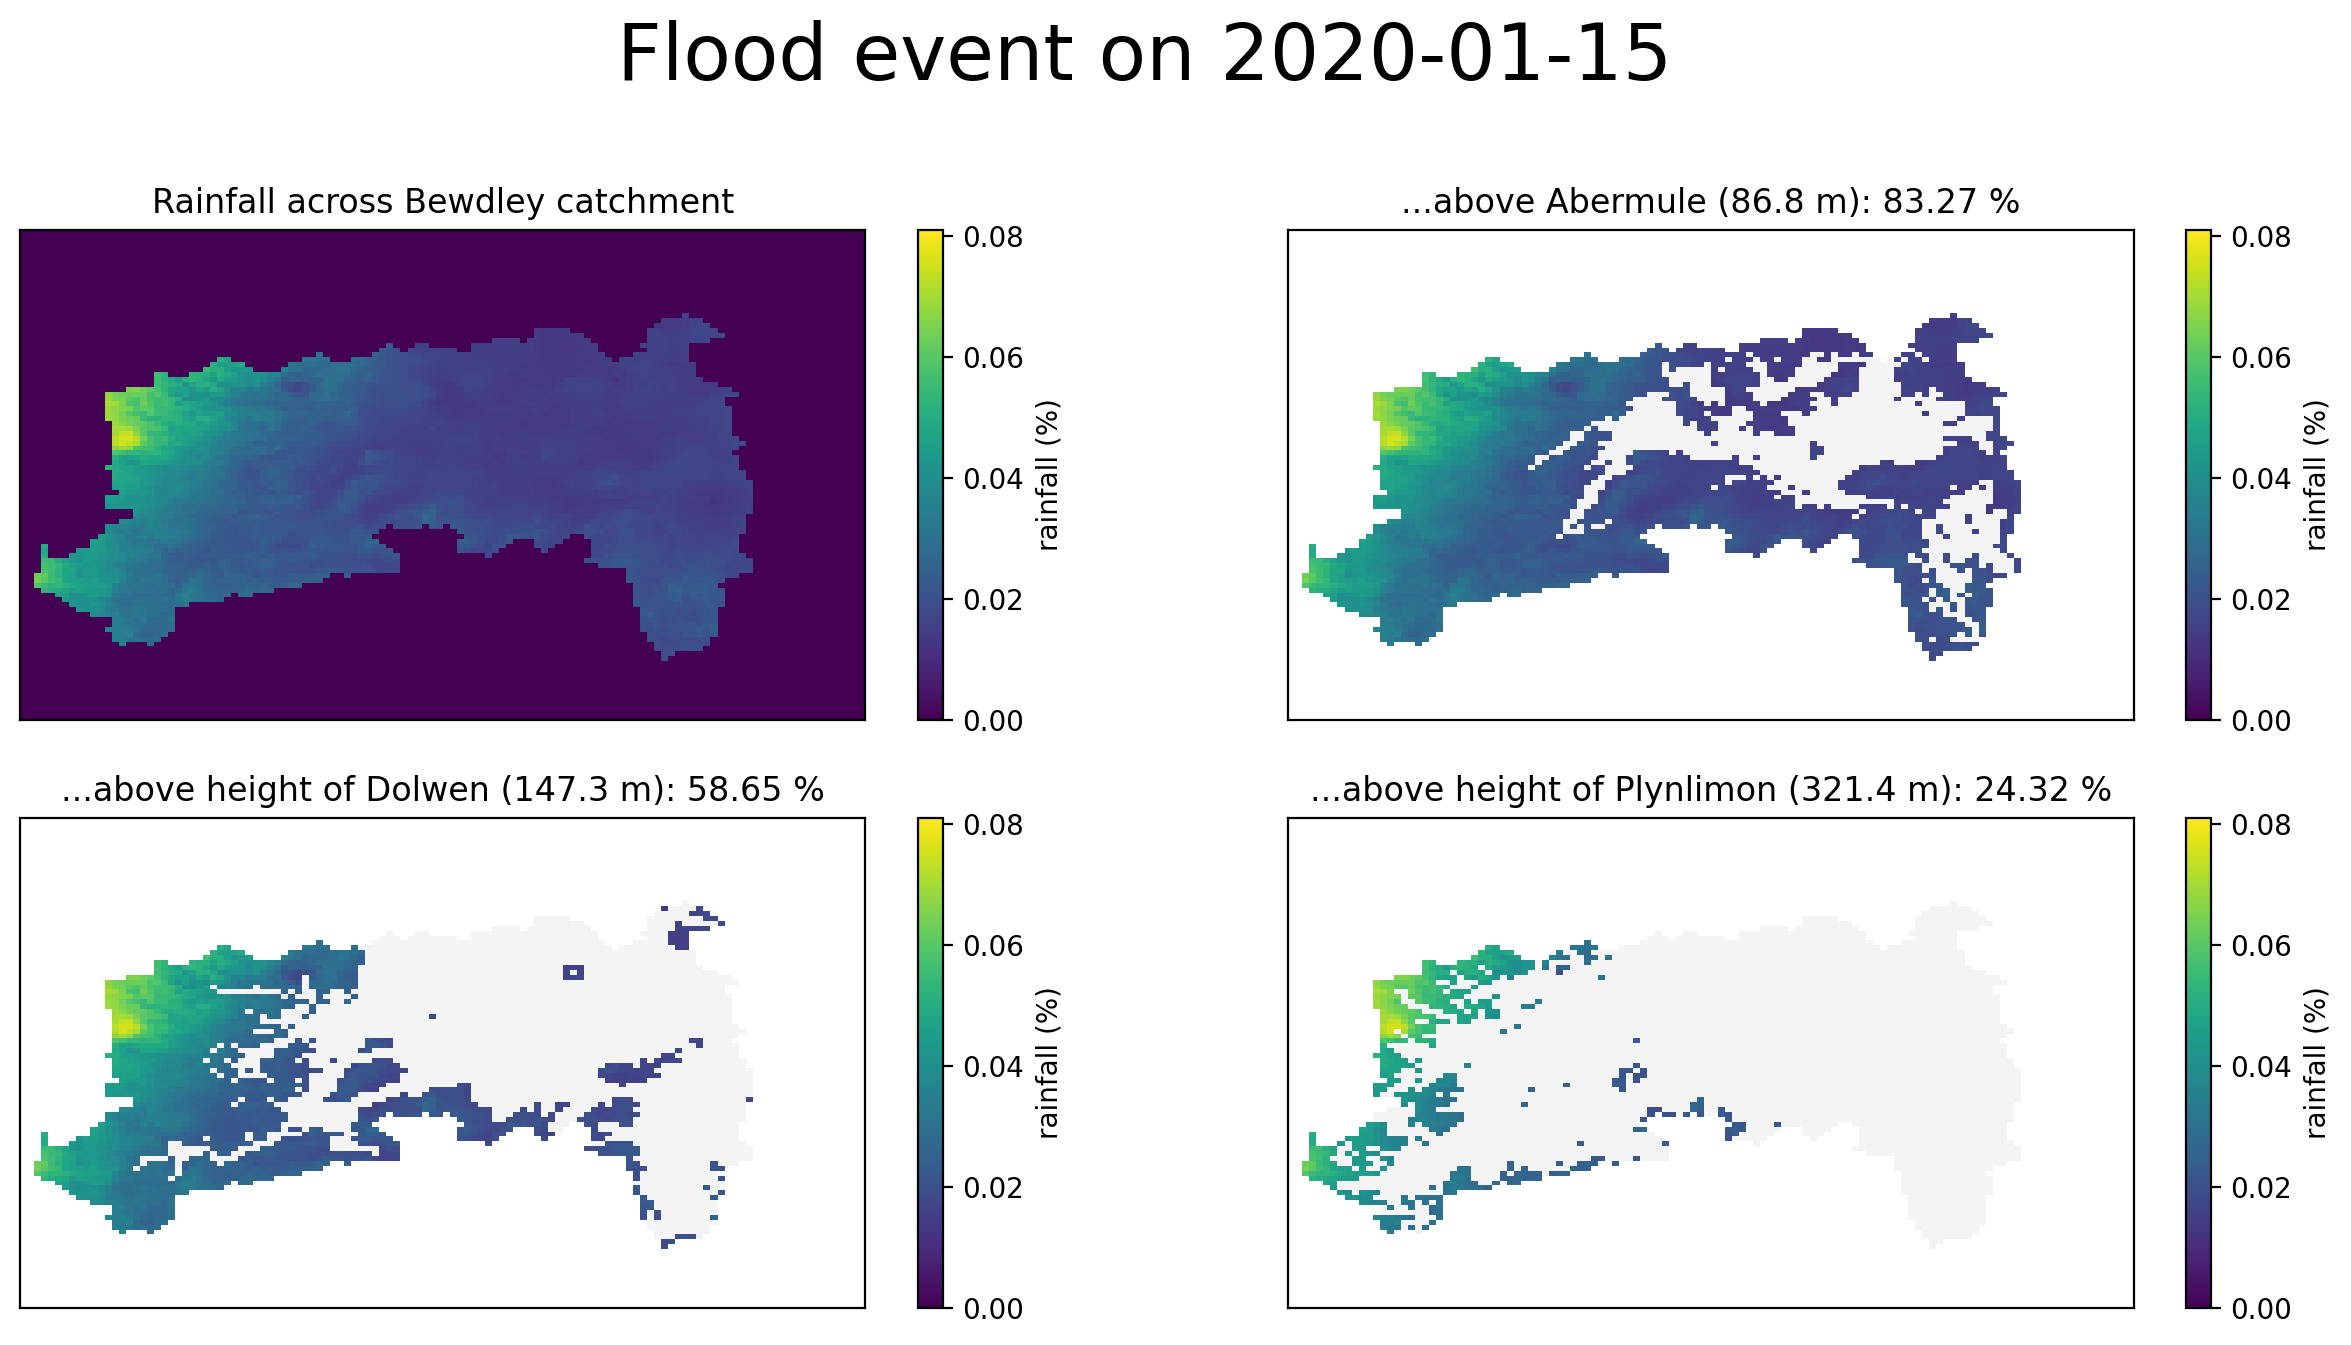 Flood event on 2020-01-15
Rainfall across Bewdley catchment
0.08
0.06
0.04
0.02
0.00
rainfall (%)
...above Abermule (86.8 m): 83.27 %
0.08
0.06
0.04
0.02
0.00
rainfall (%)
...above height of Dolwen (147.3 m): 58.65 %
0.08
0.06
0.04
0.02
0.00
rainfall (%)
...above height of Plynlimon (321.4 m): 24.32 %
0.08
0.06
0.04
0.02
0.00
rainfall (%)